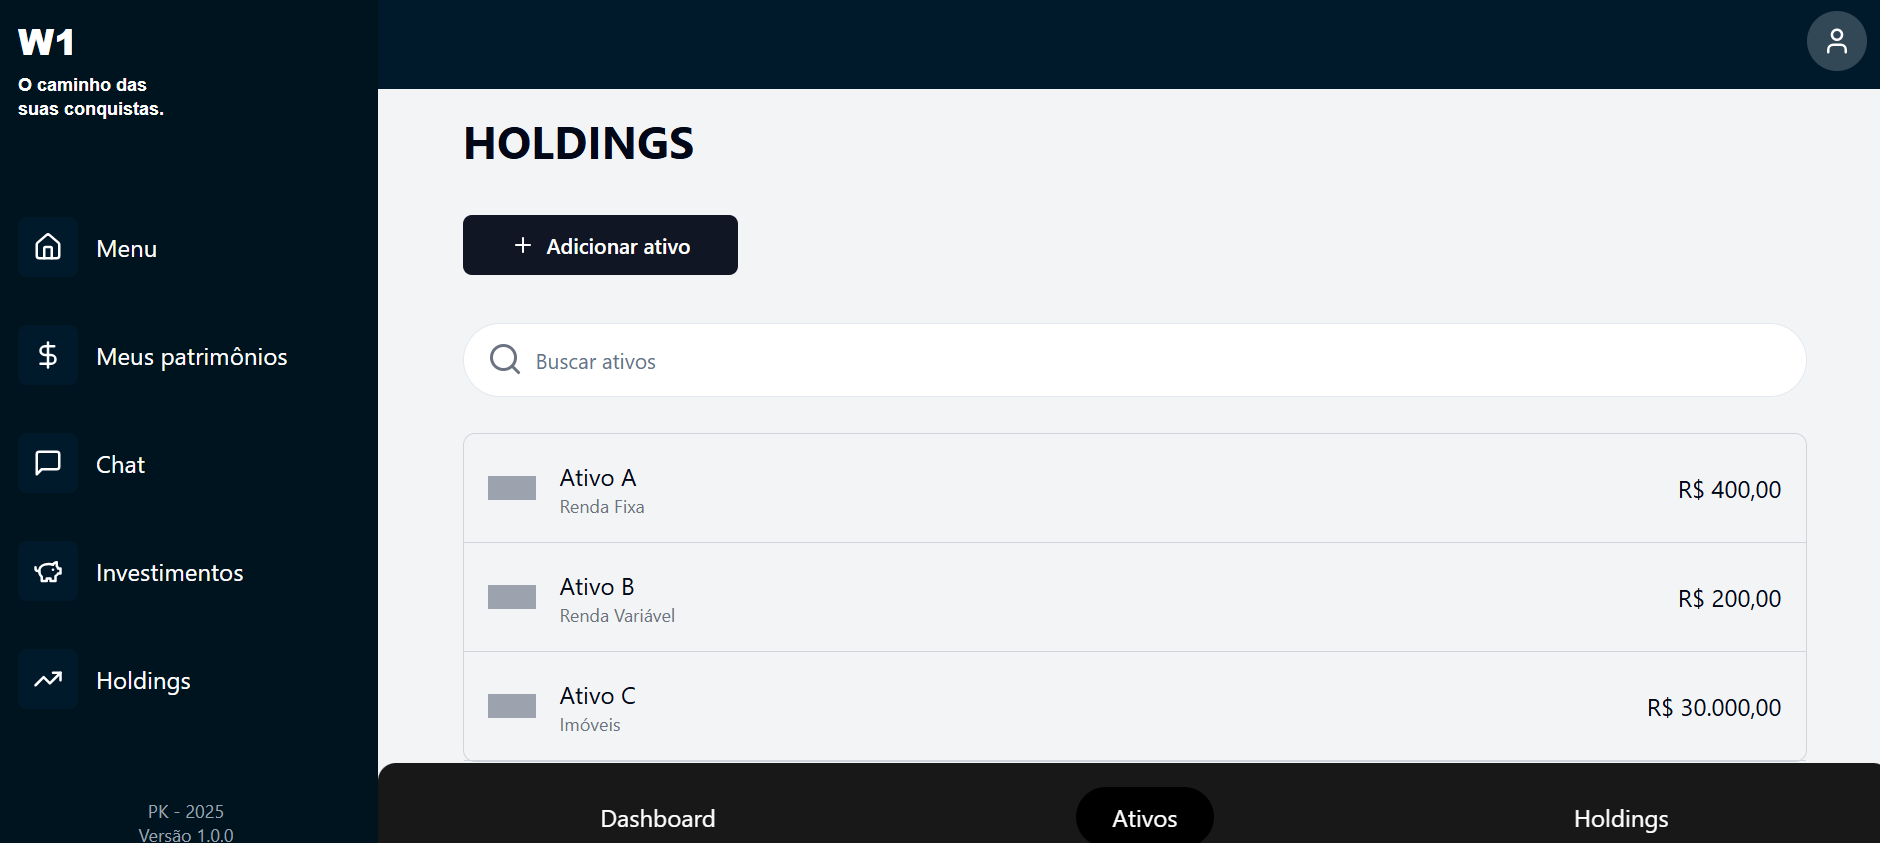 W1
O caminho das
suas conquistas.
Menu
Meus patrimônios
Chat
Investimentos
Holdings
PK - 2025
Versão 1.0.0
HOLDINGS
+ Adicionar ativo
Buscar ativos
Ativo A
Renda Fixa
R$ 400,00
Ativo B
Renda Variável
R$ 200,00
Ativo C
Imóveis
R$ 30.000,00
Dashboard
Ativos
Holdings